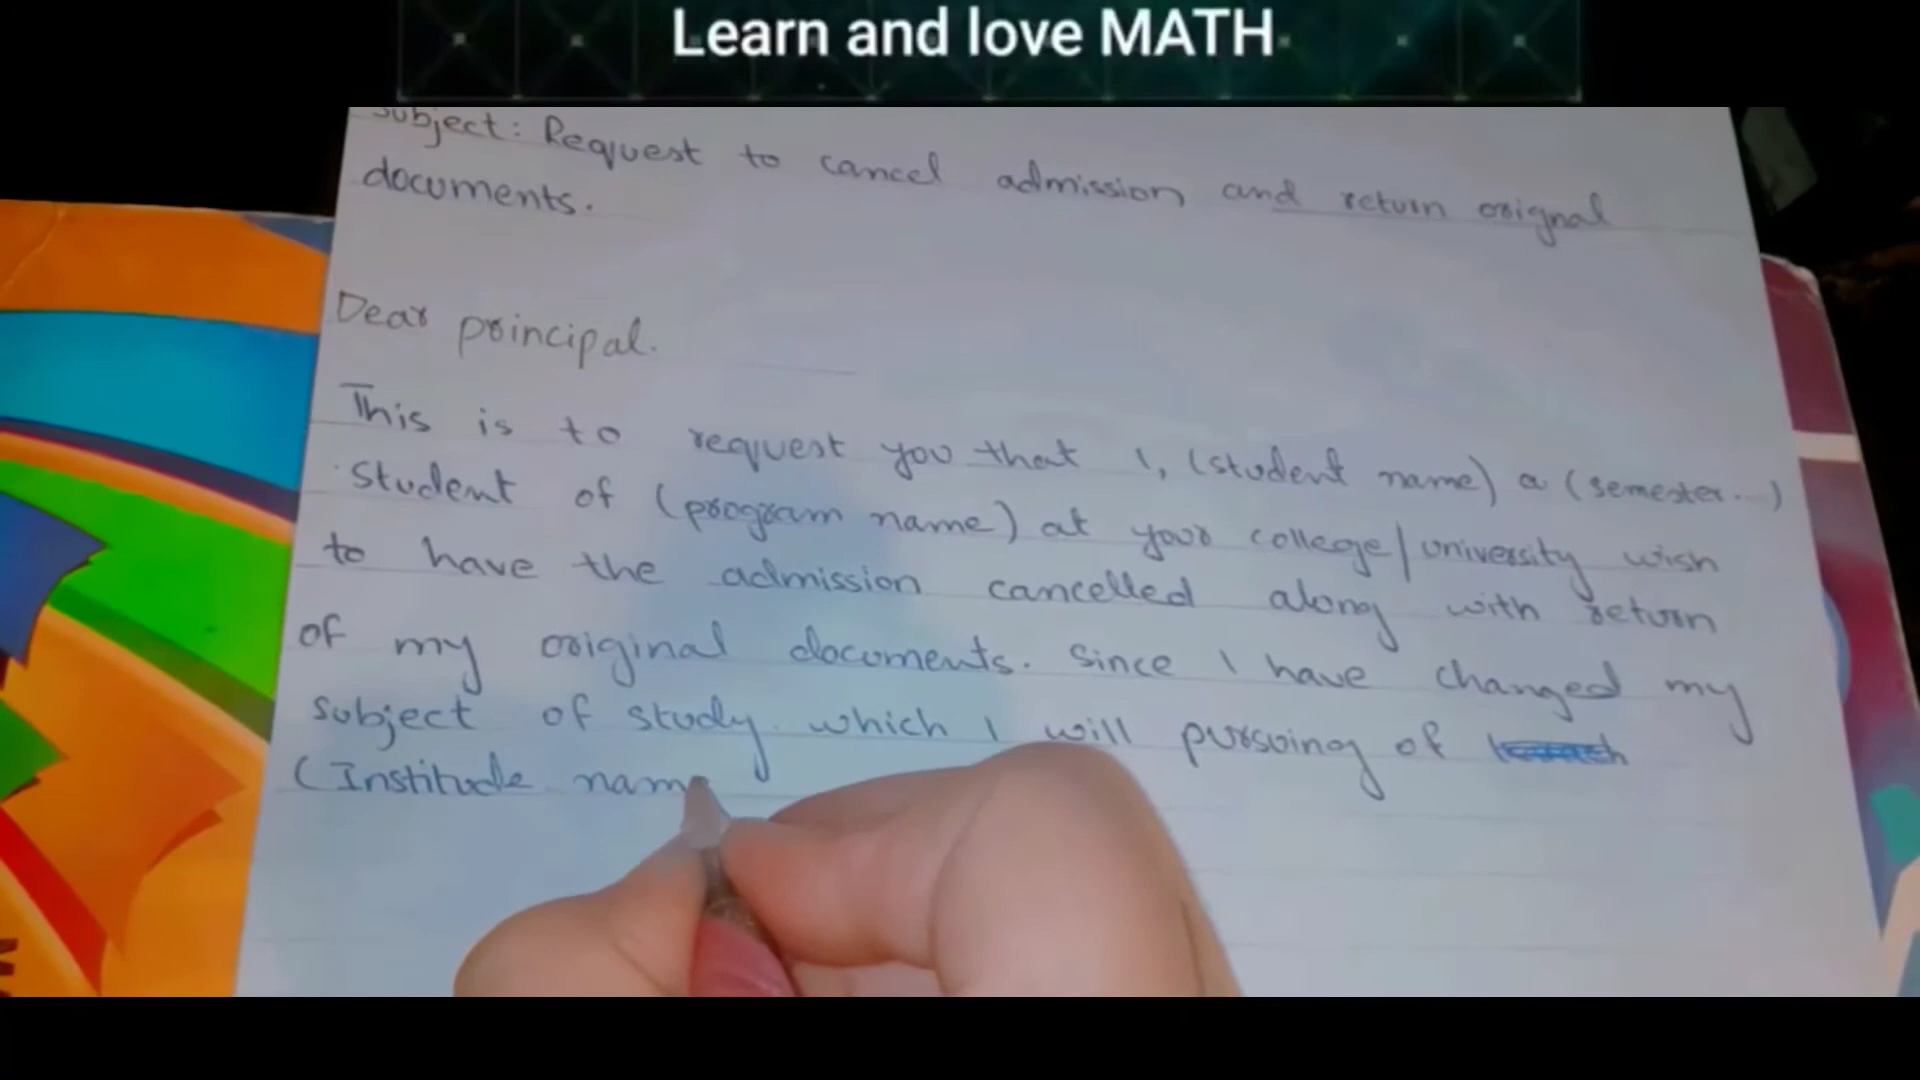 Learn and love MATH
Subject: Request to cancel admission and return orignal
documents.
Dear principal.
This is to request you that I, (student name) a (semester..)
Student of (program name) at your college/university wish
to have the admission cancelled along with return
of my original documents. Since I have changed my
subject of study. which I will pursuing of
(Institude nam